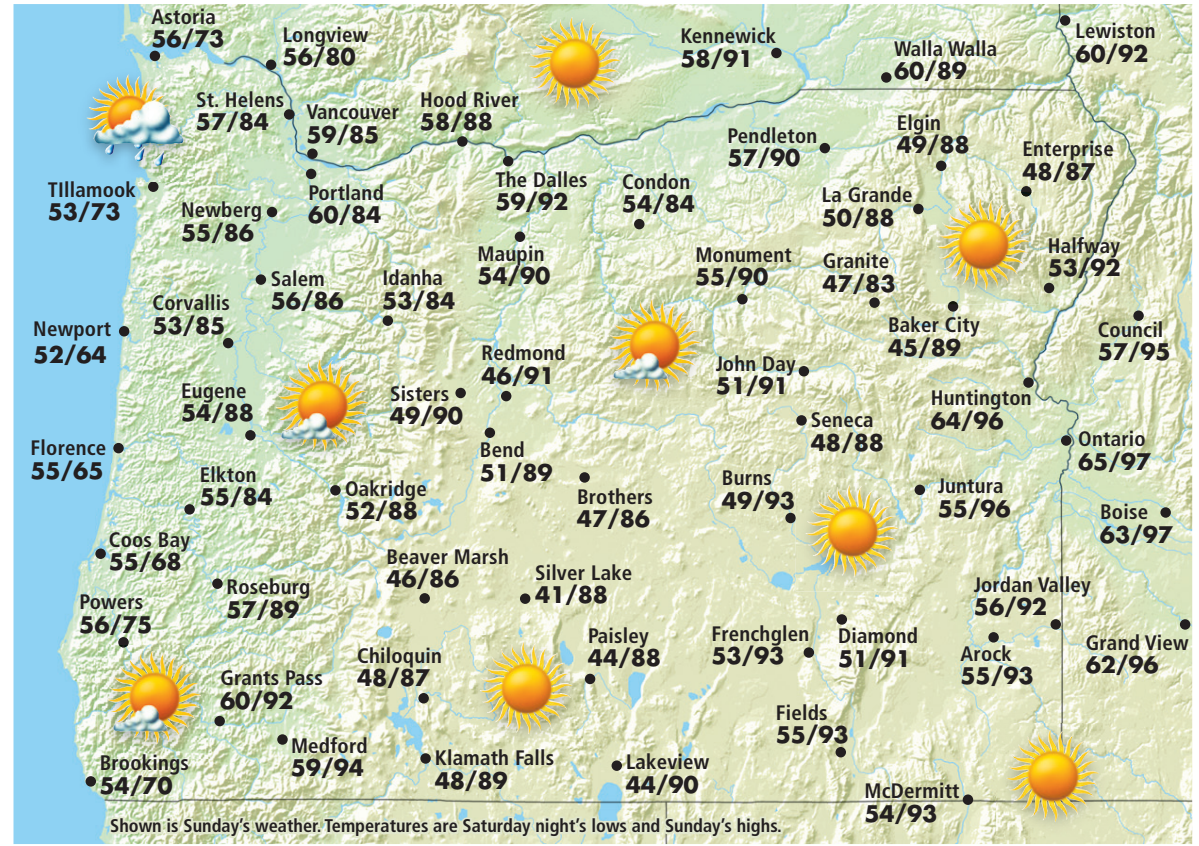 Astoria
56/73
Longview
56/80
Kennewick
58/91
Walla Walla
60/89
Lewiston
60/92
St. Helens
57/84
Vancouver
59/85
Hood River
58/88
Pendleton
57/90
Elgin
49/88
Enterprise
48/87
TIllamook
53/73
Newberg
55/86
Portland
60/84
The Dalles
59/92
Condon
54/84
La Grande
50/88
Maupin
54/90
Monument
55/90
Granite
47/83
Halfway
53/92
Salem
56/86
Idanha
53/84
Corvallis
53/85
Newport
52/64
Baker City
45/89
Council
57/95
Redmond
46/91
John Day
51/91
Eugene
54/88
Sisters
49/90
Huntington
64/96
Seneca
48/88
Florence
55/65
Bend
51/89
Ontario
65/97
Elkton
55/84
Oakridge
52/88
Brothers
47/86
Burns
49/93
Juntura
55/96
Boise
63/97
Coos Bay
55/68
Beaver Marsh
46/86
Silver Lake
41/88
Roseburg
57/89
Jordan Valley
56/92
Powers
56/75
Paisley
44/88
Frenchglen
53/93
Diamond
51/91
Arock
55/93
Grand View
62/96
Chiloquin
48/87
Grants Pass
60/92
Fields
55/93
Medford
59/94
Klamath Falls
48/89
Lakeview
44/90
Brookings
54/70
McDermitt
54/93
Shown is Sunday's weather. Temperatures are Saturday night's lows and Sunday's highs.